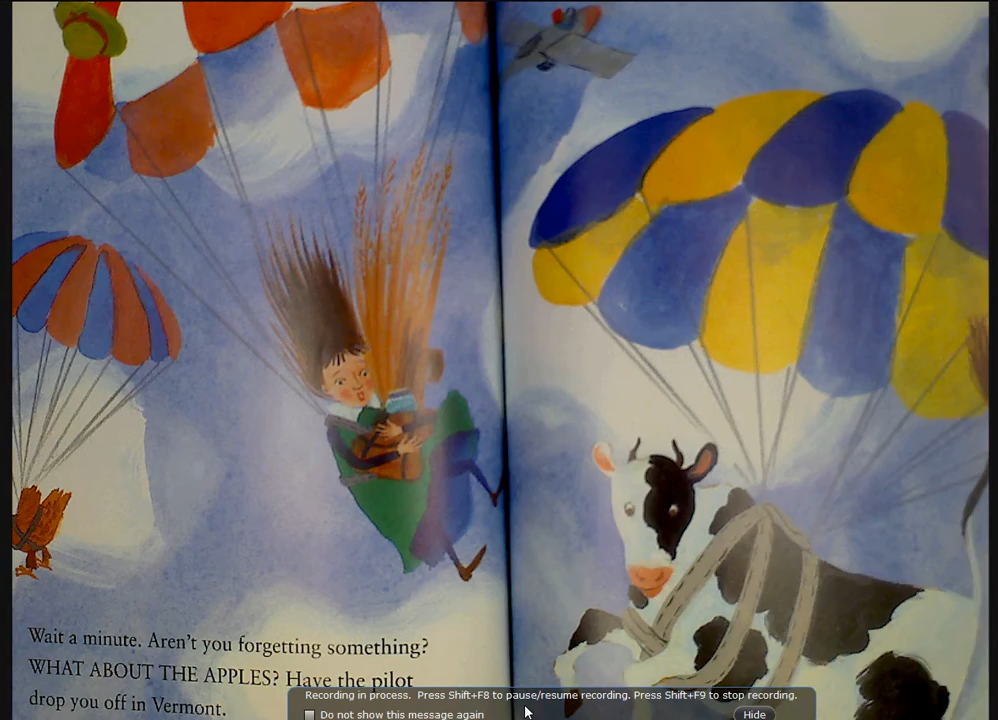 Wait a minute. Aren't you forgetting something?
WHAT ABOUT THE APPLES? Have the pilot
drop you off in Vermont.
Recording in process. Press Shift+F8 to pause/resume recording. Press Shift+F9 to stop recording.
Do not show this message again
Hide